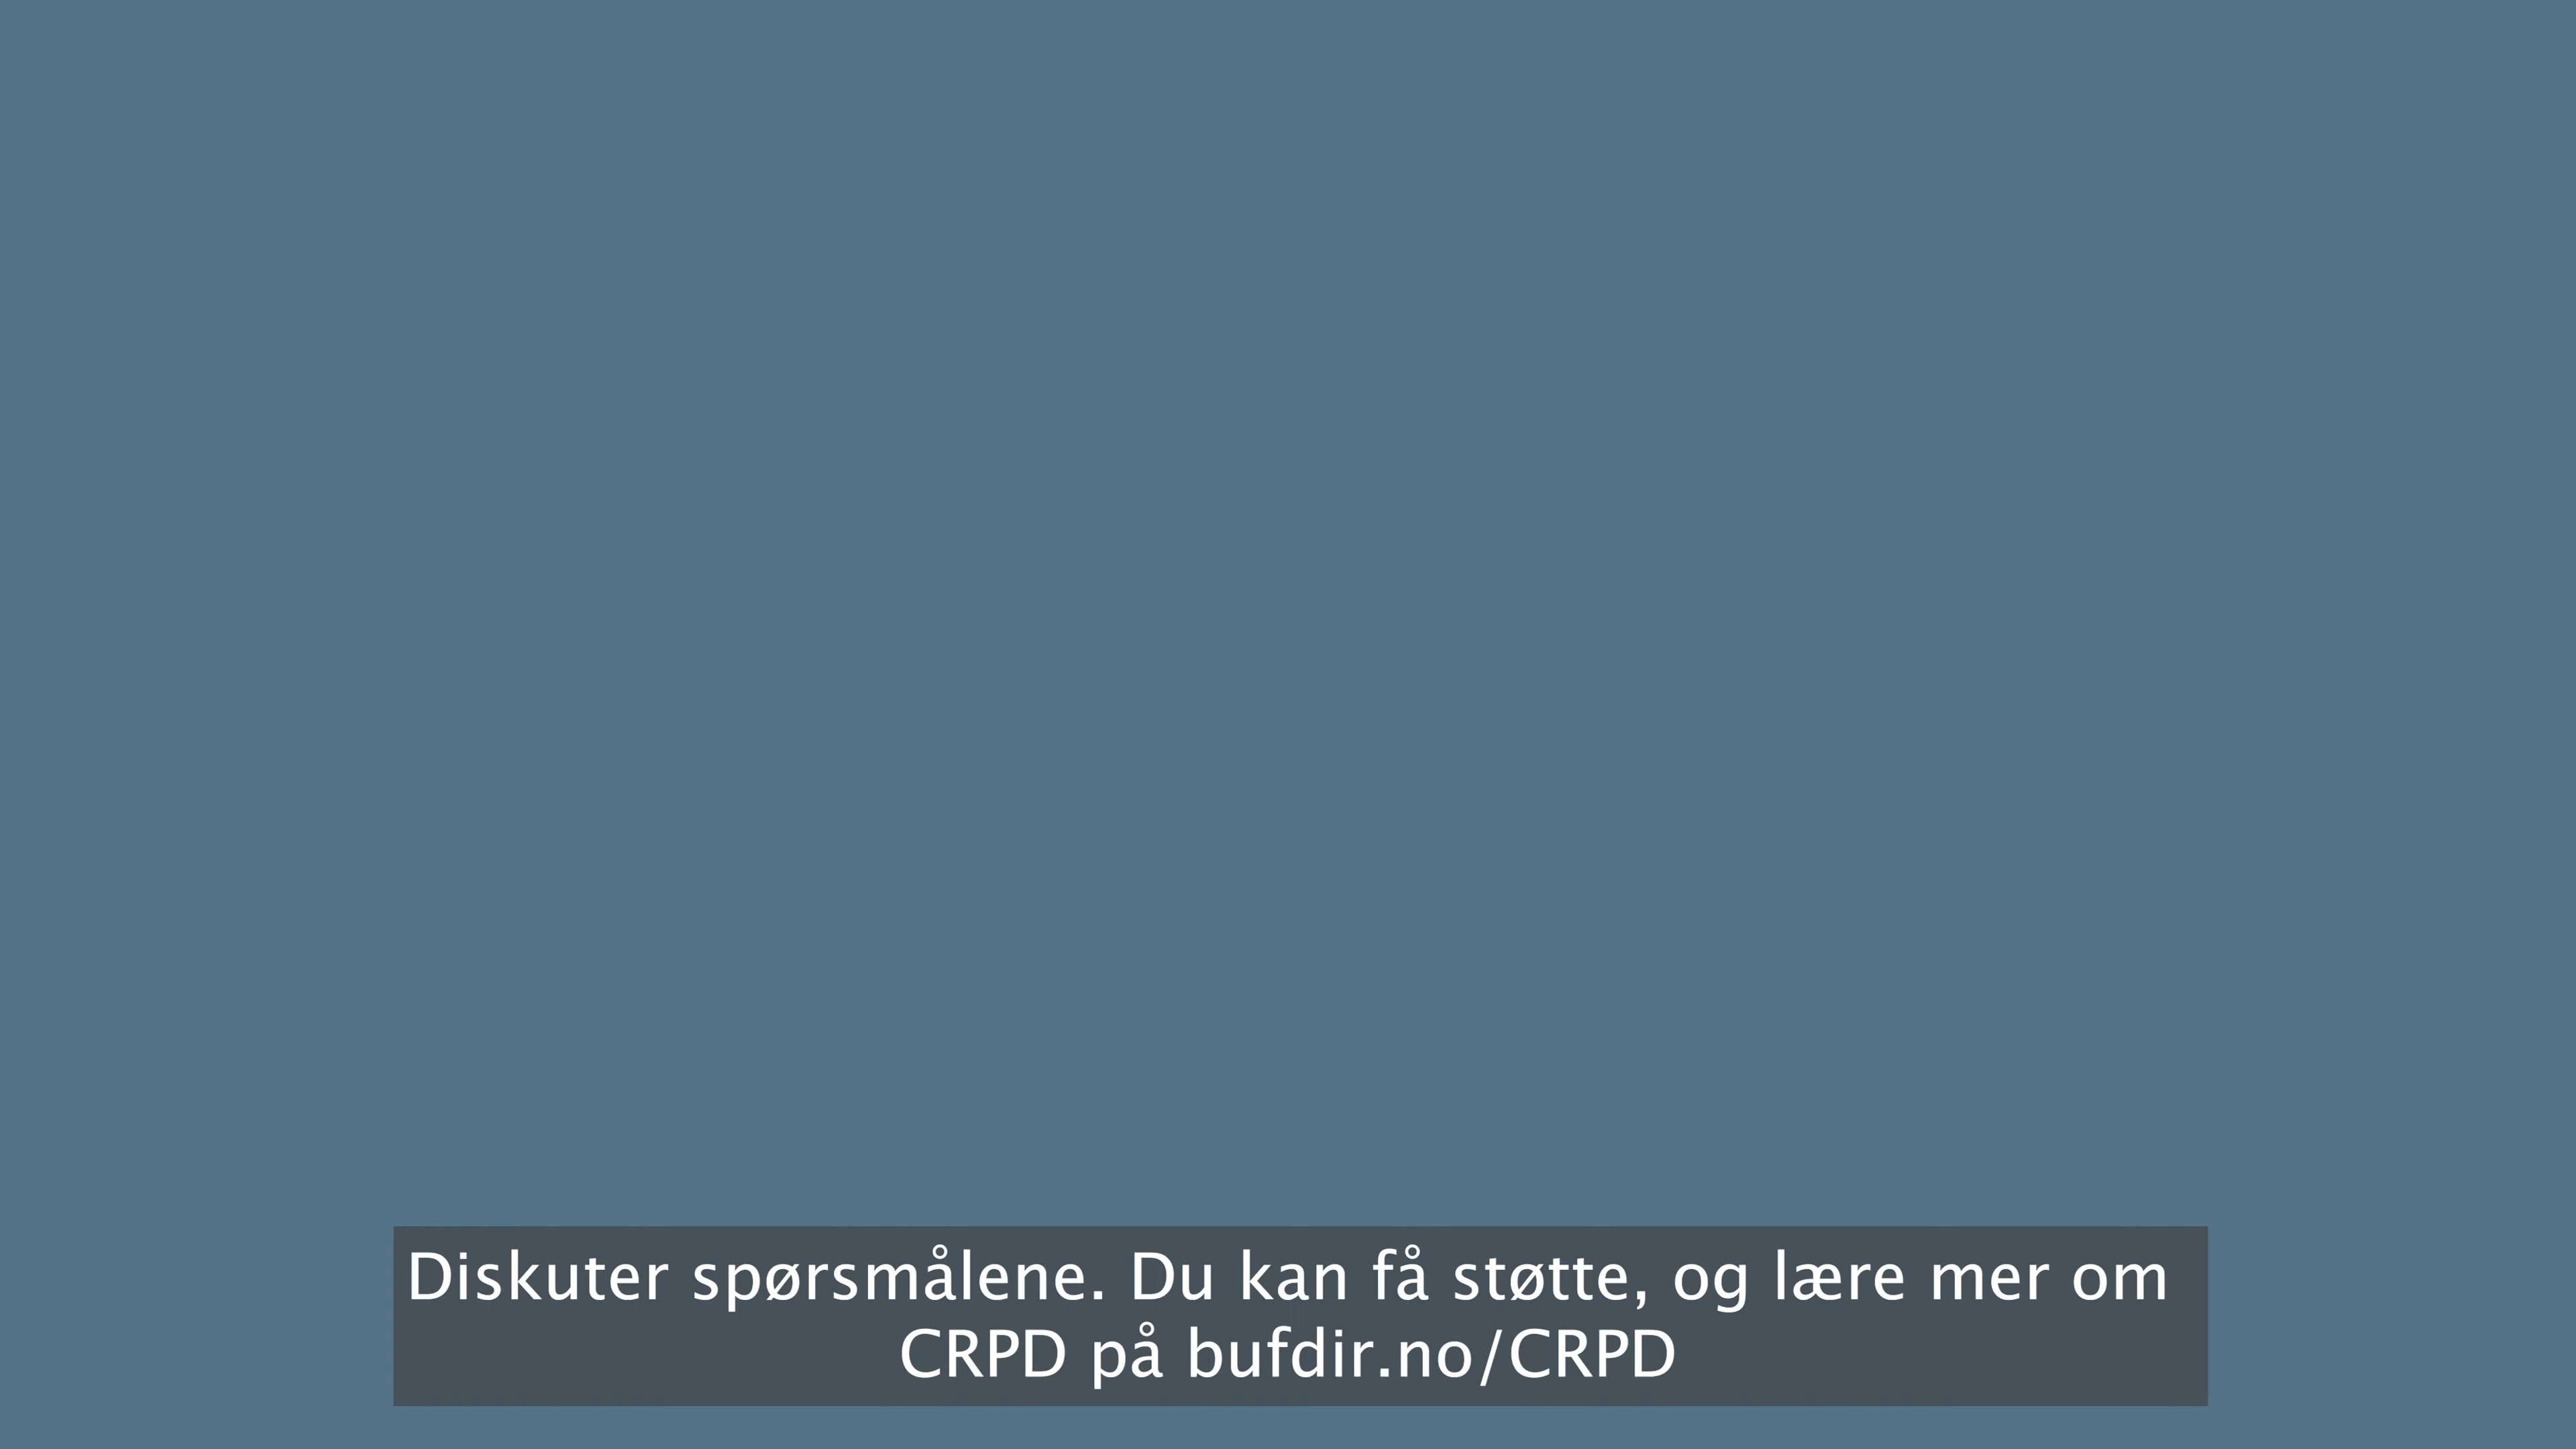 Diskuter spørsmålene. Du kan få støtte, og lære mer om
CRPD på bufdir.no/CRPD